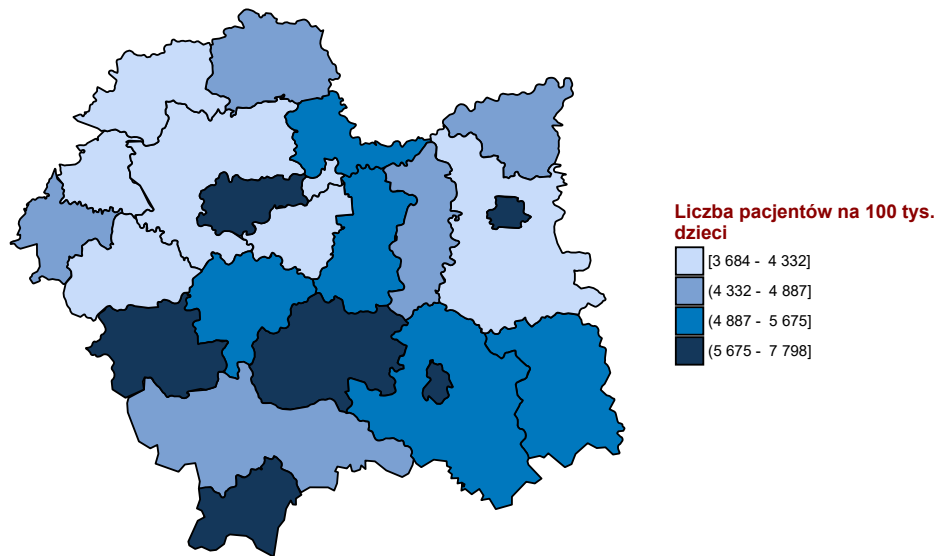 Liczba pacjentów na 100 tys.
dzieci
[3 684 - 4 332]
(4 332 - 4 887]
(4 887 - 5 675]
(5 675 - 7 798]